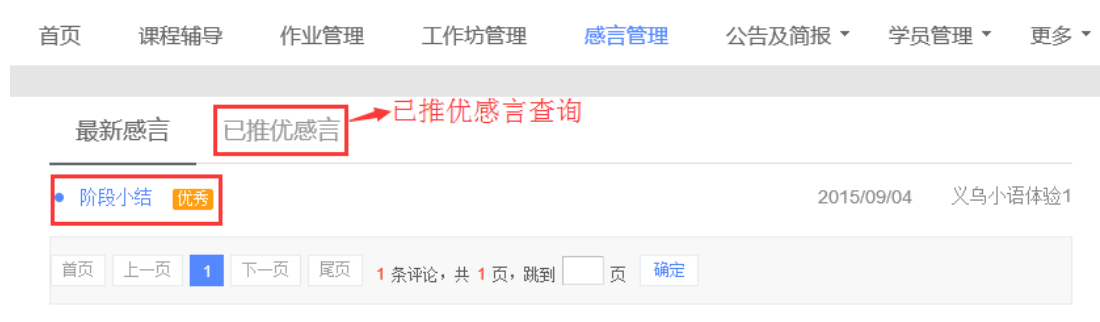 首页 课程辅导 作业管理 工作坊管理 感言管理 公告及简报 学员管理 更多
最新感言 已推优感言 已推优感言查询
阶段小结 优秀 2015/09/04 义乌小语体验1
首页 上一页 1 下一页 尾页 1 条评论，共 1 页，跳到 页 确定